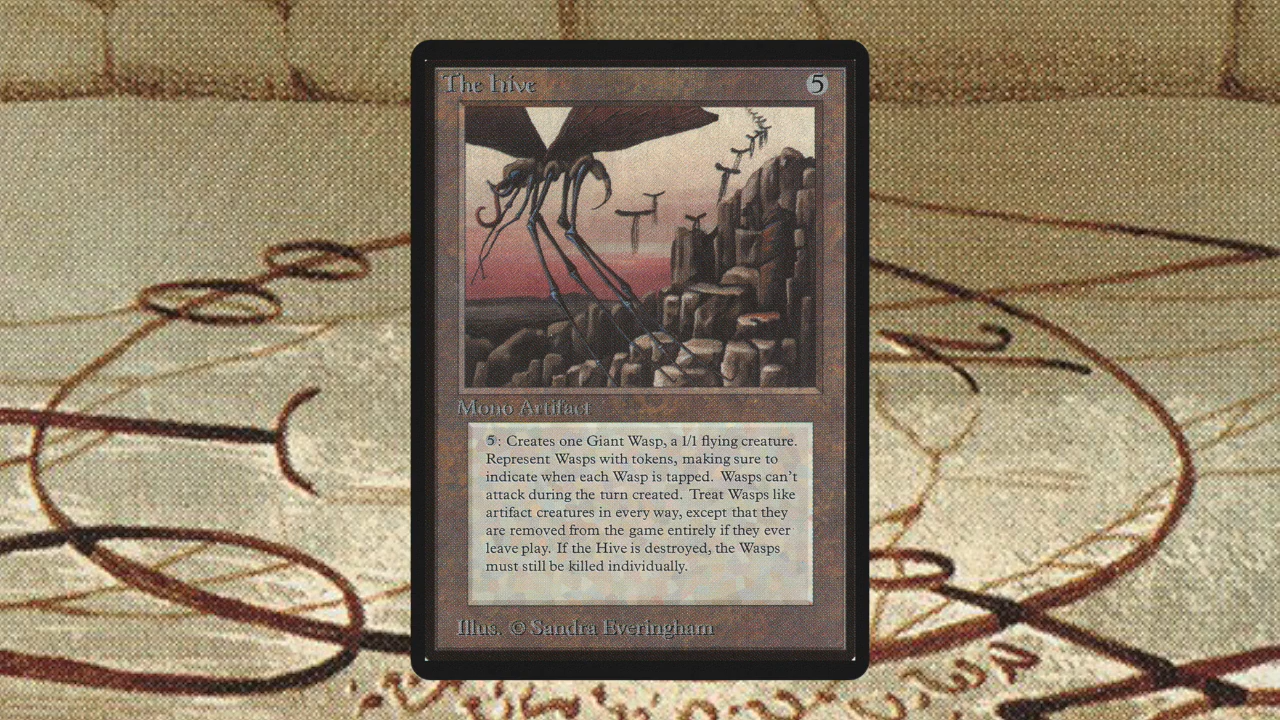 The Hive
5
Mono Artifact
5: Creates one Giant Wasp, a 1/1 flying creature.
Represent Wasps with tokens, making sure to
indicate when each Wasp is tapped. Wasps can't
attack during the turn created. Treat Wasps like
artifact creatures in every way, except that they
are removed from the game entirely if they ever
leave play. If the Hive is destroyed, the Wasps
must still be killed individually.
Illus. © Sandra Everingham